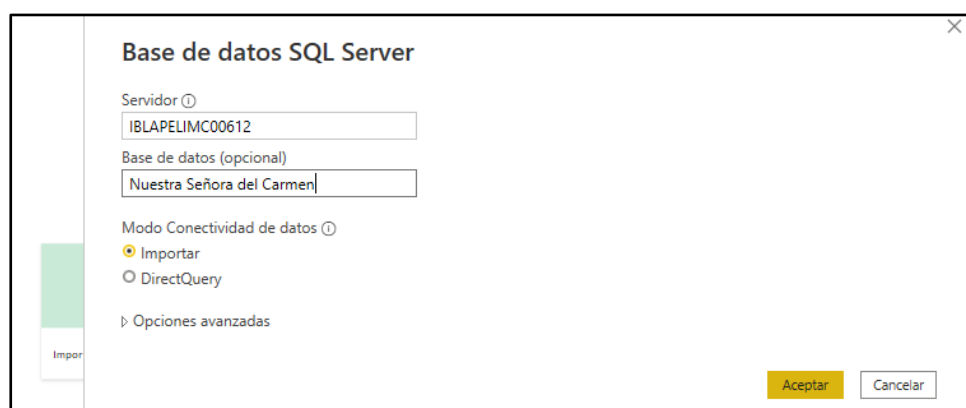 Base de datos SQL Server
Servidor
IBLAPELIMC00612
Base de datos (opcional)
Nuestra Señora del Carmen
Modo Conectividad de datos
Importar
DirectQuery
Opciones avanzadas
Impor
Aceptar Cancelar